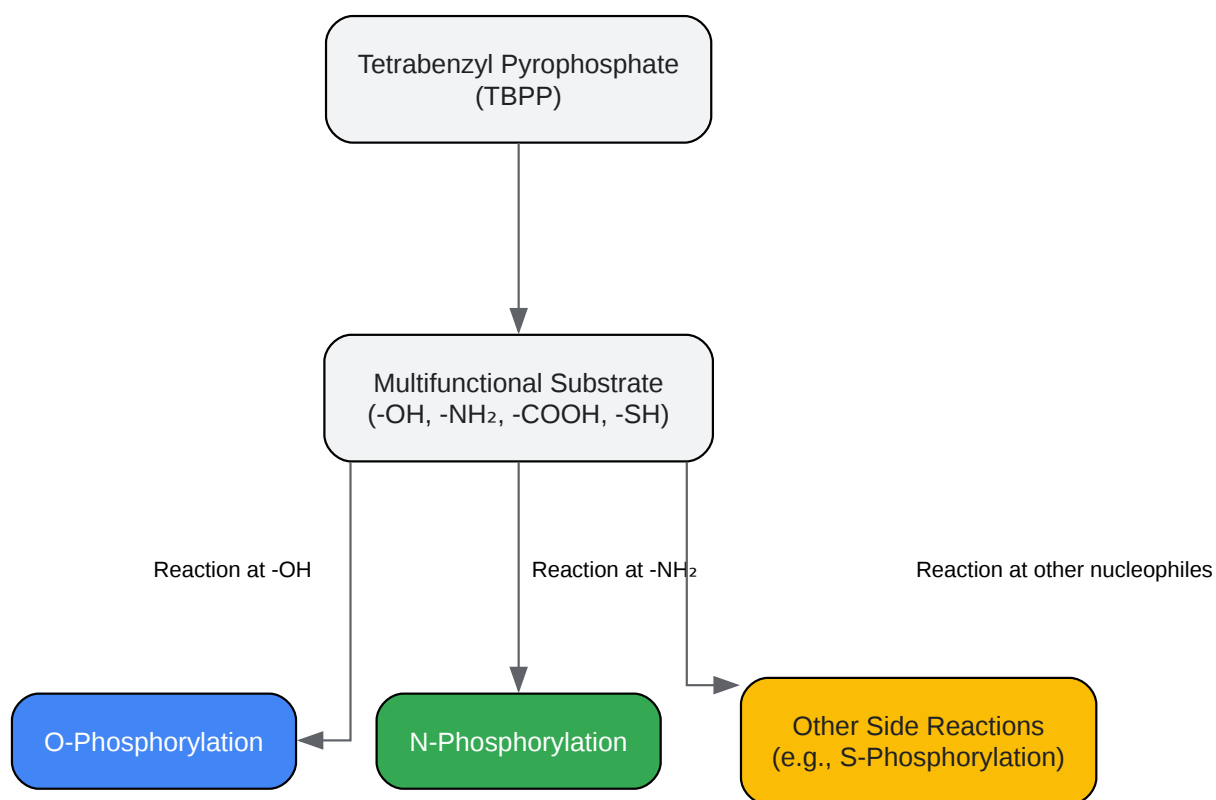 Tetrabenzyl Pyrophosphate
(TBPP)
Multifunctional Substrate
(-OH, -NH₂, -COOH, -SH)
Reaction at -OH
Reaction at -NH₂
Reaction at other nucleophiles
O-Phosphorylation
N-Phosphorylation
Other Side Reactions
(e.g., S-Phosphorylation)